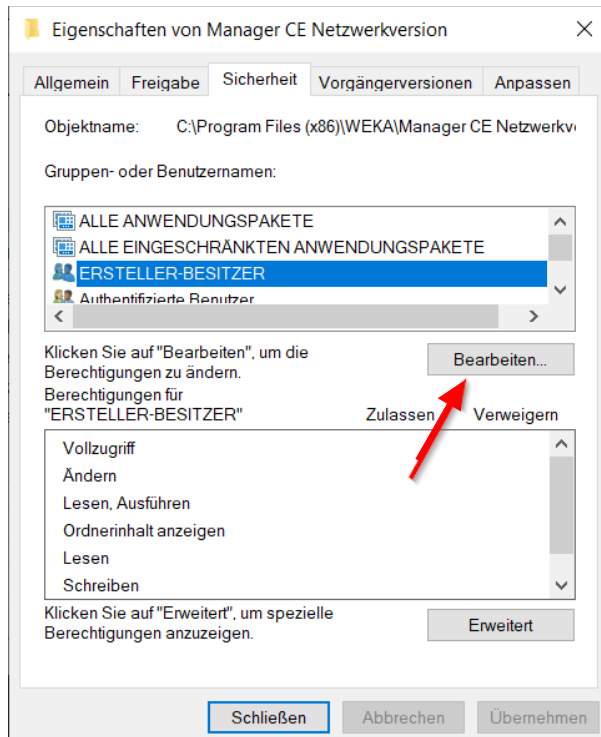 Eigenschaften von Manager CE Netzwerkversion
Allgemein Freigabe Sicherheit Vorgängerversionen Anpassen
Objektname: C:\Program Files (x86)\WEKA\Manager CE Netzwerkv
Gruppen- oder Benutzernamen:
ALLE ANWENDUNGSPAKETE
ALLE EINGESCHRÄNKTEN ANWENDUNGSPAKETE
ERSTELLER-BESITZER
Authentifizierte Benutzer
Klicken Sie auf "Bearbeiten", um die
Berechtigungen zu ändern.
Bearbeiten...
Berechtigungen für
"ERSTELLER-BESITZER" Zulassen Verweigern
Vollzugriff
Ändern
Lesen, Ausführen
Ordnerinhalt anzeigen
Lesen
Schreiben
Klicken Sie auf "Erweitert", um spezielle
Berechtigungen anzuzeigen.
Erweitert
Schließen Abbrechen Übernehmen